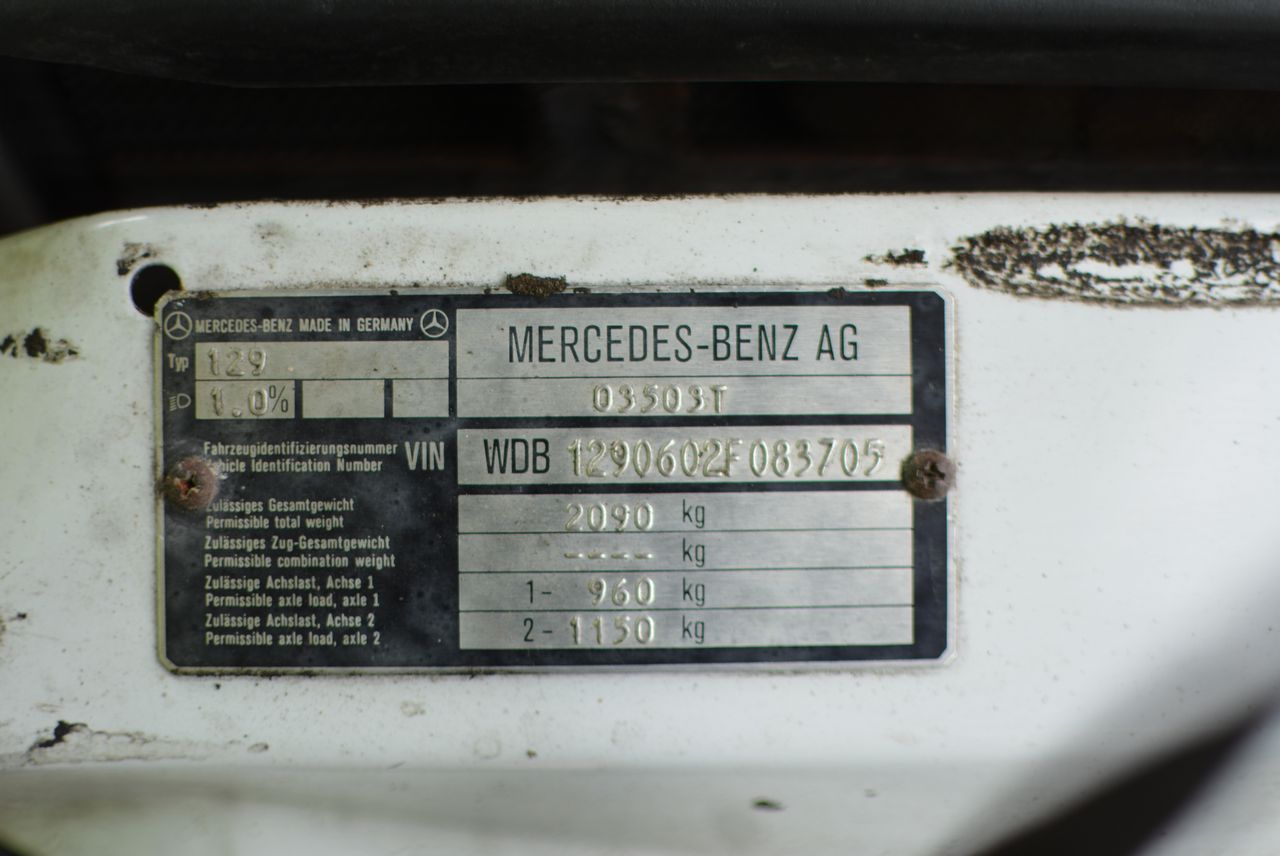 MERCEDES-BENZ MADE IN GERMANY
MERCEDES-BENZ AG
Typ 129
1.0%
03503T
Fahrzeugidentifizierungsnummer
Vehicle Identification Number
VIN
WDB 1290602F083705
Zulässiges Gesamtgewicht
Permissible total weight
2090 kg
Zulässiges Zug-Gesamtgewicht
Permissible combination weight
---- kg
Zulässige Achslast, Achse 1
Permissible axle load, axle 1
1- 960 kg
Zulässige Achslast, Achse 2
Permissible axle load, axle 2
2- 1150 kg